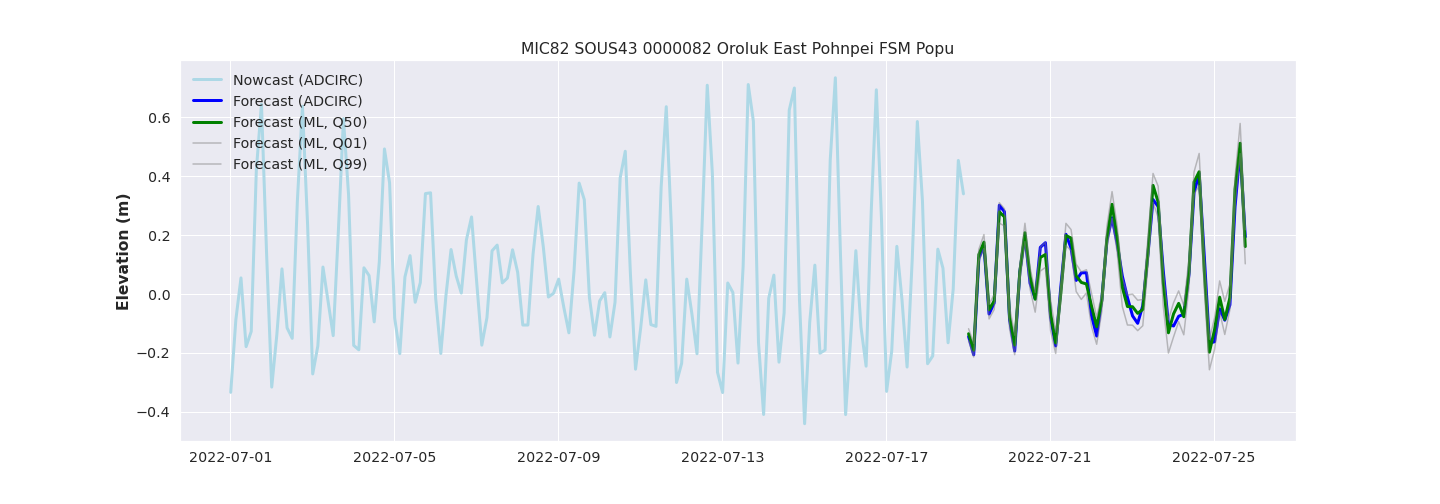 MIC82 SOUS43 0000082 Oroluk East Pohnpei FSM Popu
Nowcast (ADCIRC)
Forecast (ADCIRC)
Forecast (ML, Q50)
Forecast (ML, Q01)
Forecast (ML, Q99)
Elevation (m)
0.6
0.4
0.2
0.0
−0.2
−0.4
2022-07-01 2022-07-05 2022-07-09 2022-07-13 2022-07-17 2022-07-21 2022-07-25